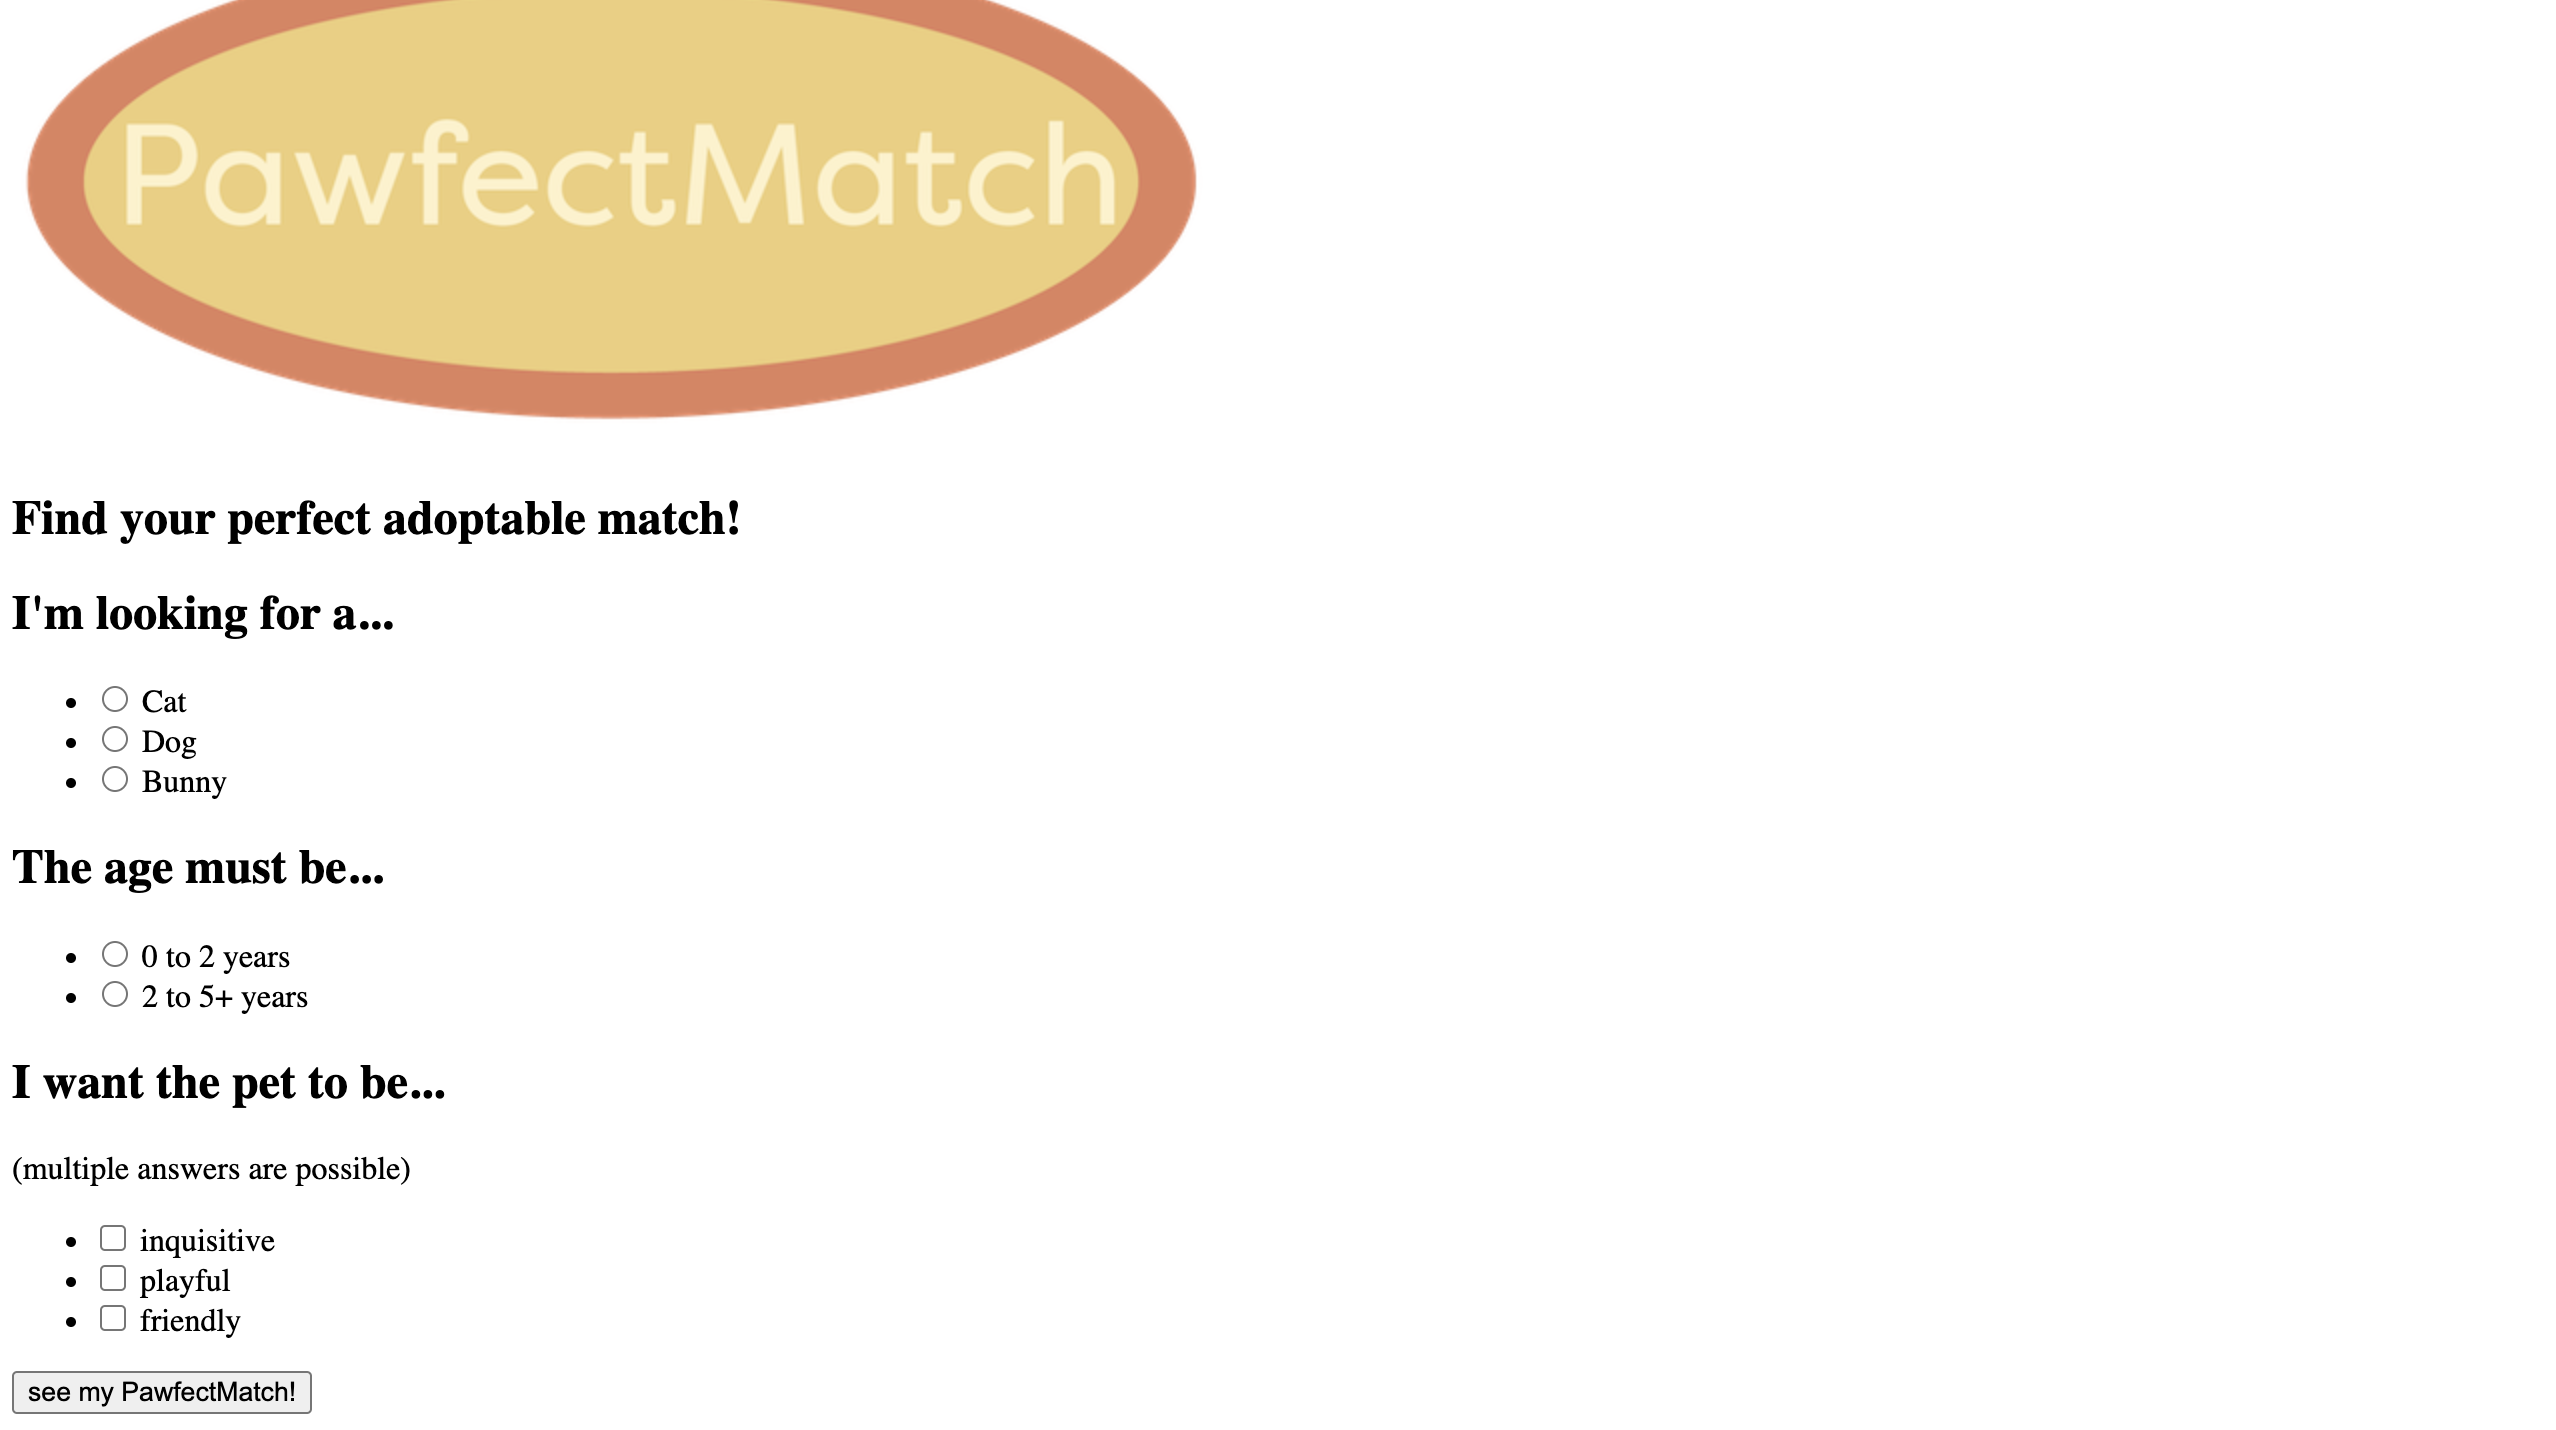 PawfectMatch
Find your perfect adoptable match!
I'm looking for a...
Cat
Dog
Bunny
The age must be...
0 to 2 years
2 to 5+ years
I want the pet to be...
(multiple answers are possible)
inquisitive
playful
friendly
see my PawfectMatch!